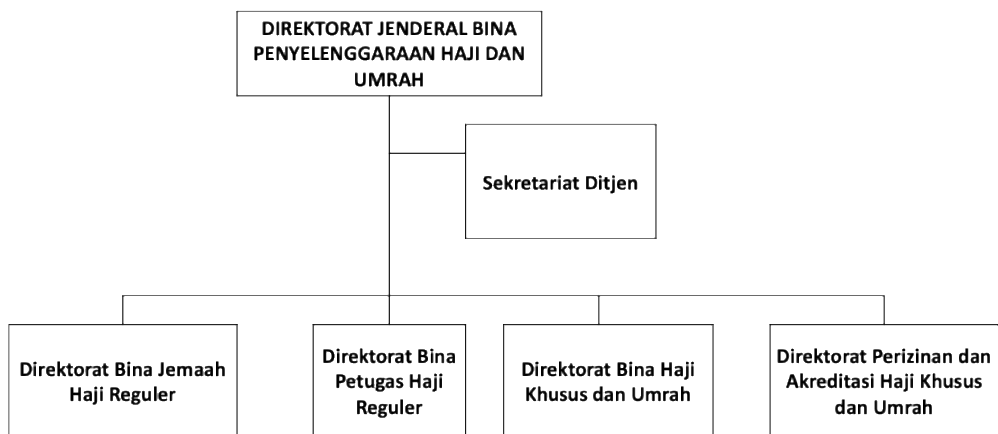 DIREKTORAT JENDERAL BINA
PENYELENGGARAAN HAJI DAN
UMRAH
Sekretariat Ditjen
Direktorat Bina Jemaah
Haji Reguler
Direktorat Bina
Petugas Haji
Reguler
Direktorat Bina Haji
Khusus dan Umrah
Direktorat Perizinan dan
Akreditasi Haji Khusus
dan Umrah